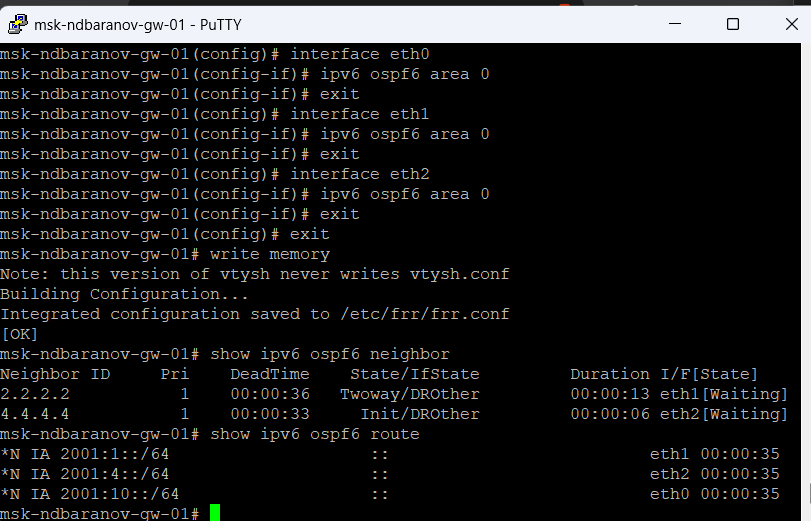 msk-ndbaranov-gw-01 - PuTTY
msk-ndbaranov-gw-01(config)# interface eth0
msk-ndbaranov-gw-01(config-if)# ipv6 ospf6 area 0
msk-ndbaranov-gw-01(config-if)# exit
msk-ndbaranov-gw-01(config)# interface eth1
msk-ndbaranov-gw-01(config-if)# ipv6 ospf6 area 0
msk-ndbaranov-gw-01(config-if)# exit
msk-ndbaranov-gw-01(config)# interface eth2
msk-ndbaranov-gw-01(config-if)# ipv6 ospf6 area 0
msk-ndbaranov-gw-01(config-if)# exit
msk-ndbaranov-gw-01(config)# exit
msk-ndbaranov-gw-01# write memory
Note: this version of vtysh never writes vtysh.conf
Building Configuration...
Integrated configuration saved to /etc/frr/frr.conf
[OK]
msk-ndbaranov-gw-01# show ipv6 ospf6 neighbor
Neighbor ID     Pri    DeadTime    State/IfState         Duration I/F[State]
2.2.2.2           1    00:00:36   Twoway/DROther         00:00:13 eth1[Waiting]
4.4.4.4           1    00:00:33     Init/DROther         00:00:06 eth2[Waiting]
msk-ndbaranov-gw-01# show ipv6 ospf6 route
*N IA 2001:1::/64                    ::                          eth1 00:00:35
*N IA 2001:4::/64                    ::                          eth2 00:00:35
*N IA 2001:10::/64                   ::                          eth0 00:00:35
msk-ndbaranov-gw-01#